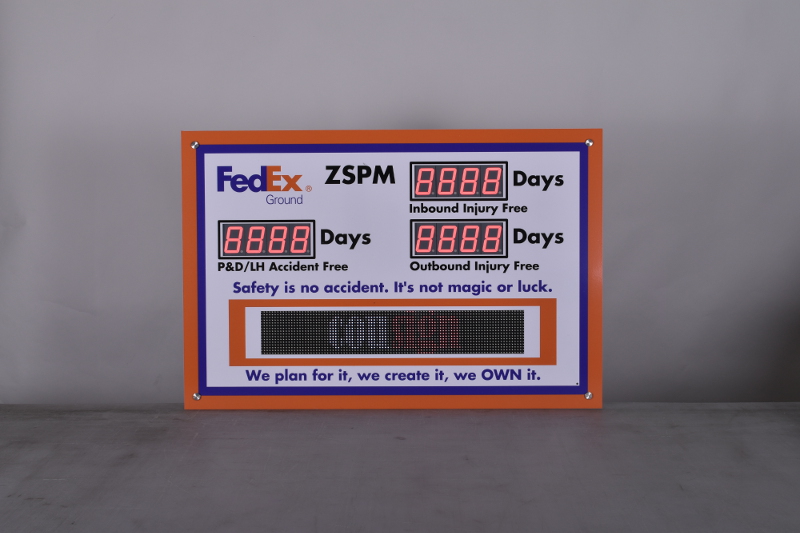 FedEx®
Ground
ZSPM
8888 Days
Inbound Injury Free
8888 Days
P&D/LH Accident Free
8888 Days
Outbound Injury Free
Safety is no accident. It's not magic or luck.
We plan for it, we create it, we OWN it.